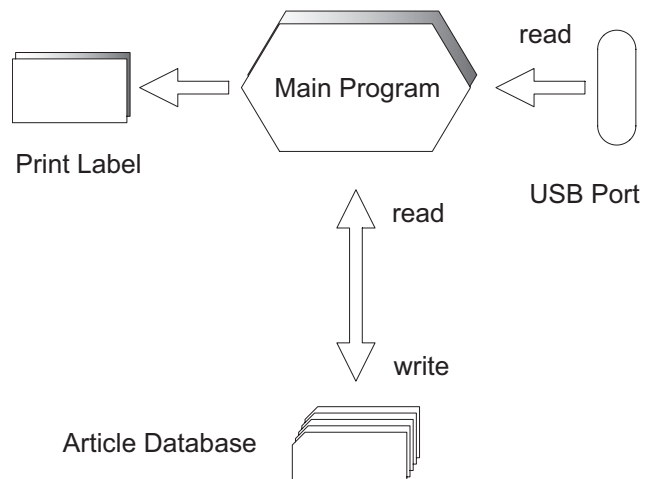 read
Main Program
Print Label
USB Port
read
write
Article Database